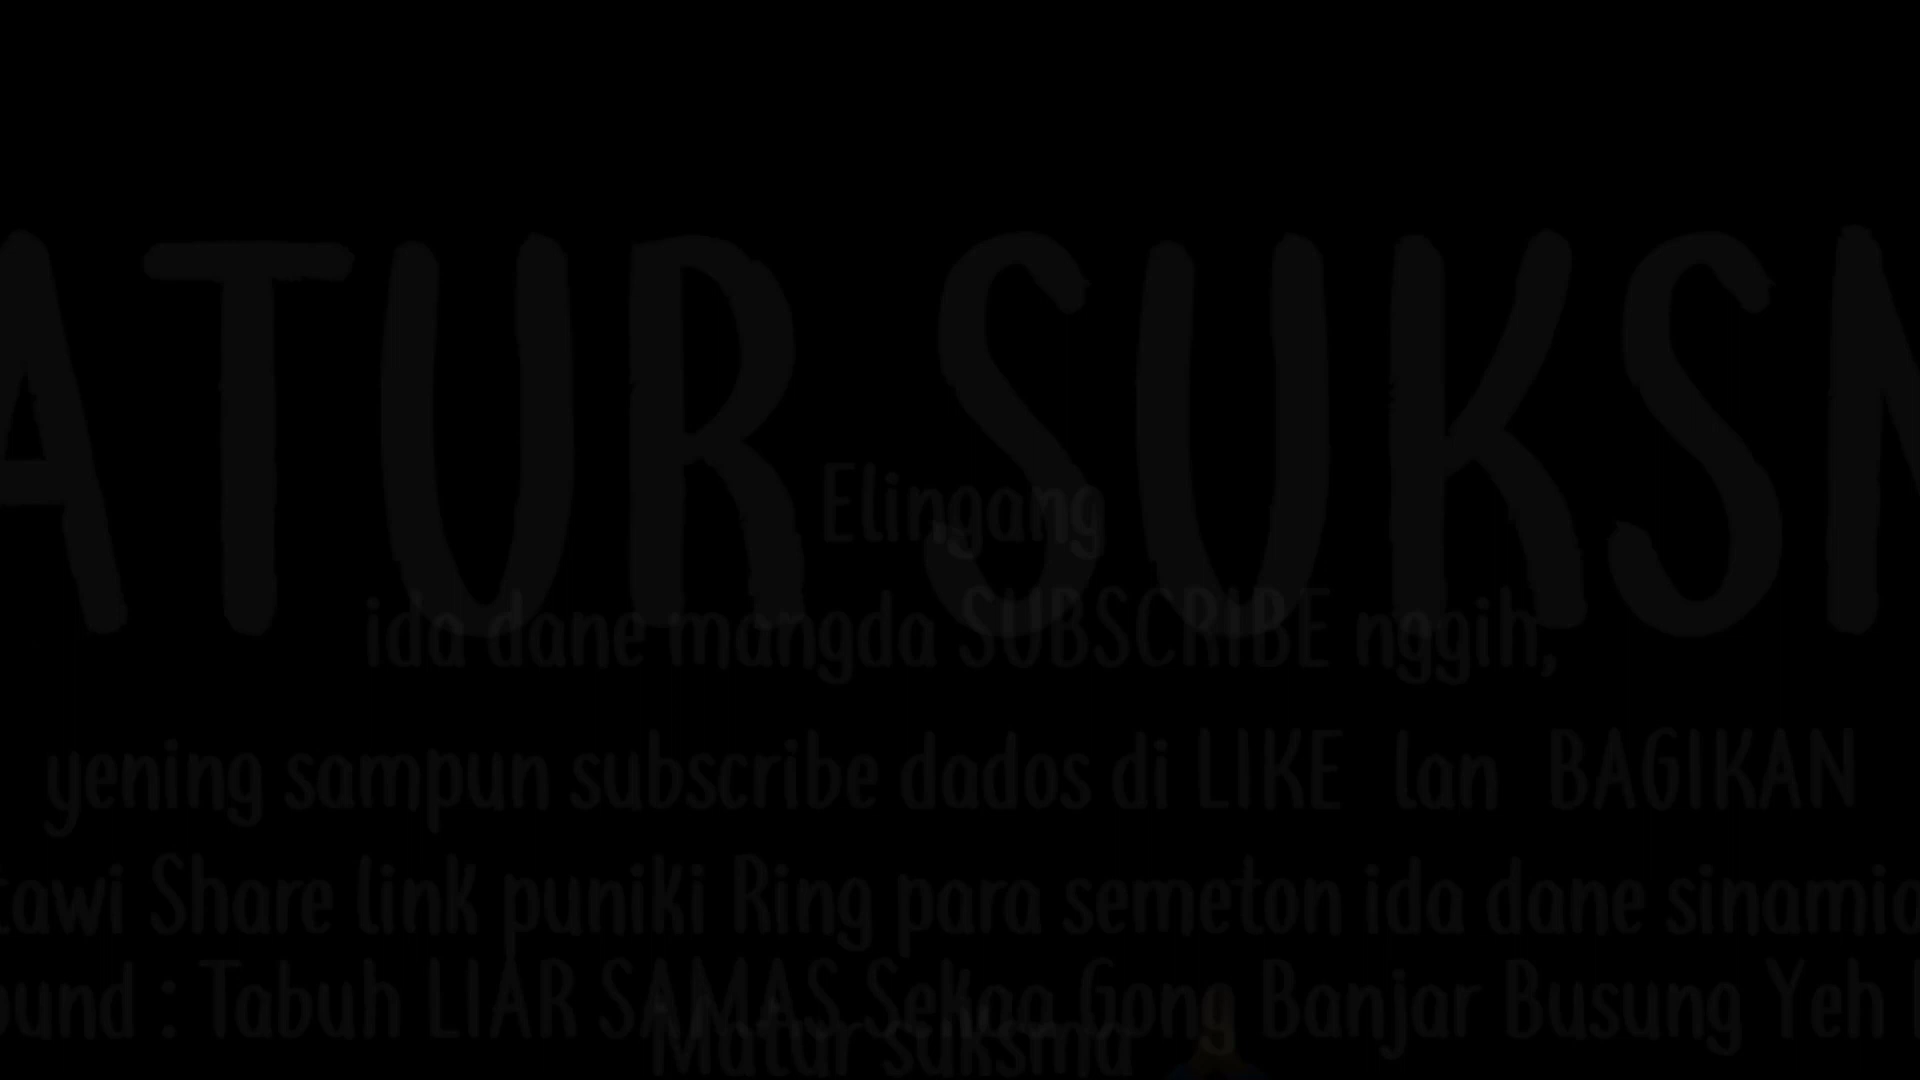 ATUR SUKSM
Elingang
ida dane mangda SUBSCRIBE nggih,
yening sampun subscribe dados di LIKE lan BAGIKAN
tawi Share link puniki Ring para semeton ida dane sinamia
ound : Tabuh LIAR SAMAS Sekaa Gong Banjar Busung Yeh
Matur suksma